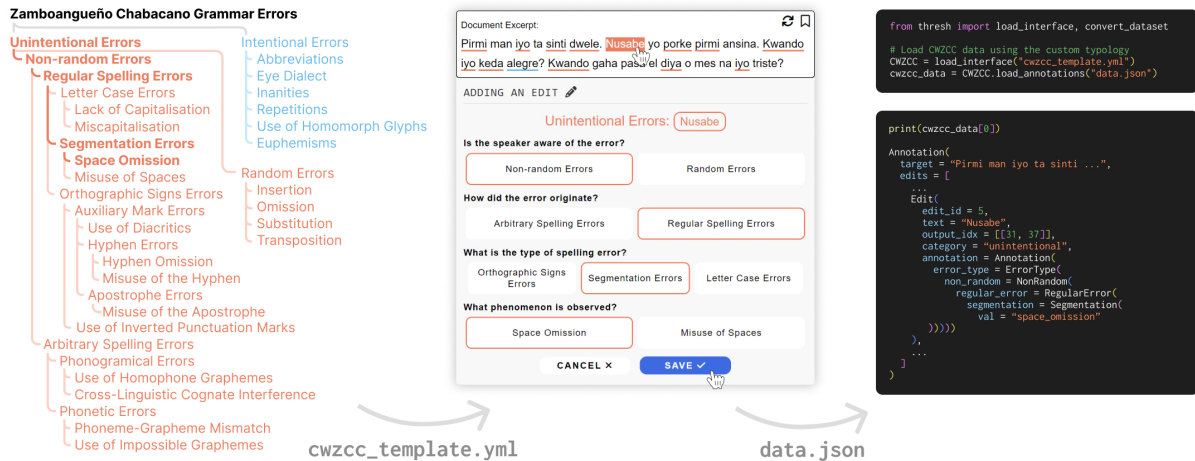 Zamboangueño Chabacano Grammar Errors
Unintentional Errors
Non-random Errors
Regular Spelling Errors
Letter Case Errors
Lack of Capitalisation
Miscapitalisation
Segmentation Errors
Space Omission
Misuse of Spaces
Orthographic Signs Errors
Auxiliary Mark Errors
Use of Diacritics
Hyphen Errors
Hyphen Omission
Misuse of the Hyphen
Apostrophe Errors
Misuse of the Apostrophe
Use of Inverted Punctuation Marks
Arbitrary Spelling Errors
Phonogramical Errors
Use of Homophone Graphemes
Cross-Linguistic Cognate Interference
Phonetic Errors
Phoneme-Grapheme Mismatch
Use of Impossible Graphemes
Intentional Errors
Abbreviations
Eye Dialect
Inanities
Repetitions
Use of Homomorph Glyphs
Euphemisms
Random Errors
Insertion
Omission
Substitution
Transposition
cwzcc_template.yml
Document Excerpt:
Pirmi man iyo ta sinti dwele. Nusabe yo porke pirmi ansina. Kwando
iyo keda alegre? Kwando gaha pasa el diya o mes na iyo triste?
ADDING AN EDIT
Unintentional Errors: Nusabe
Is the speaker aware of the error?
Non-random Errors Random Errors
How did the error originate?
Arbitrary Spelling Errors Regular Spelling Errors
What is the type of spelling error?
Orthographic Signs
Errors
Segmentation Errors Letter Case Errors
What phenomenon is observed?
Space Omission Misuse of Spaces
CANCEL × SAVE ✓
data.json
from thresh import load_interface, convert_dataset
# Load CWZCC data using the custom typology
CWZCC = load_interface("cwzcc_template.yml")
cwzcc_data = CWZCC.load_annotations("data.json")
print(cwzcc_data[0])
Annotation(
target = “Pirmi man iyo ta sinti ...”,
edits = [
...
Edit(
edit_id = 5,
text = “Nusabe”,
output_idx = [[31, 37]],
category = “unintentional”,
annotation = Annotation(
error_type = ErrorType(
non_random = NonRandom(
regular_error = RegularError(
segmentation = Segmentation(
val = “space_omission”
)))))
),
...
]
)